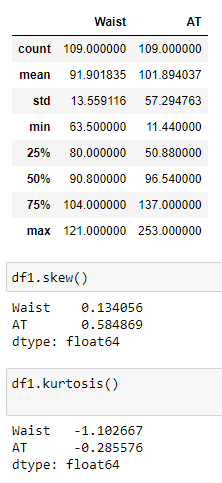 Waist AT
count 109.000000 109.000000
mean 91.901835 101.894037
std 13.559116 57.294763
min 63.500000 11.440000
25% 80.000000 50.880000
50% 90.800000 96.540000
75% 104.000000 137.000000
max 121.000000 253.000000
df1.skew()
Waist 0.134056
AT 0.584869
dtype: float64
df1.kurtosis()
Waist -1.102667
AT -0.285576
dtype: float64